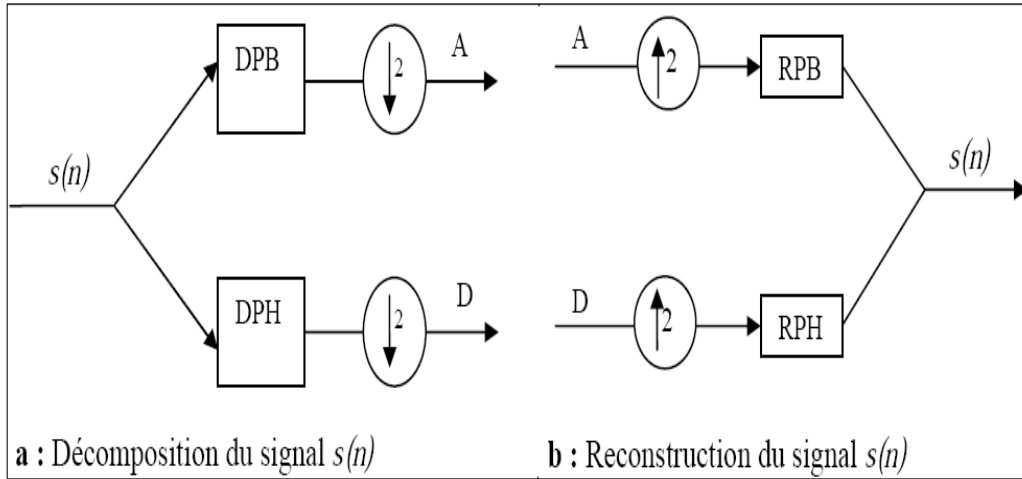 DPB
↓2
A
s(n)
DPH
↓2
D
a : Décomposition du signal s(n)
A
↑2
RPB
s(n)
D
↑2
RPH
b : Reconstruction du signal s(n)